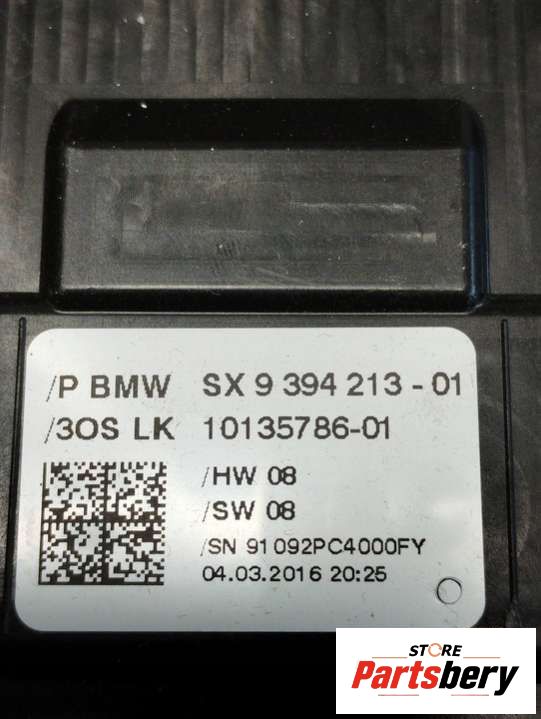 /P BMW SX 9 394 213 - 01
/3OS LK 10135786-01
/HW 08
/SW 08
/SN 91092PC4000FY
04.03.2016 20:25
STORE
Partsbery